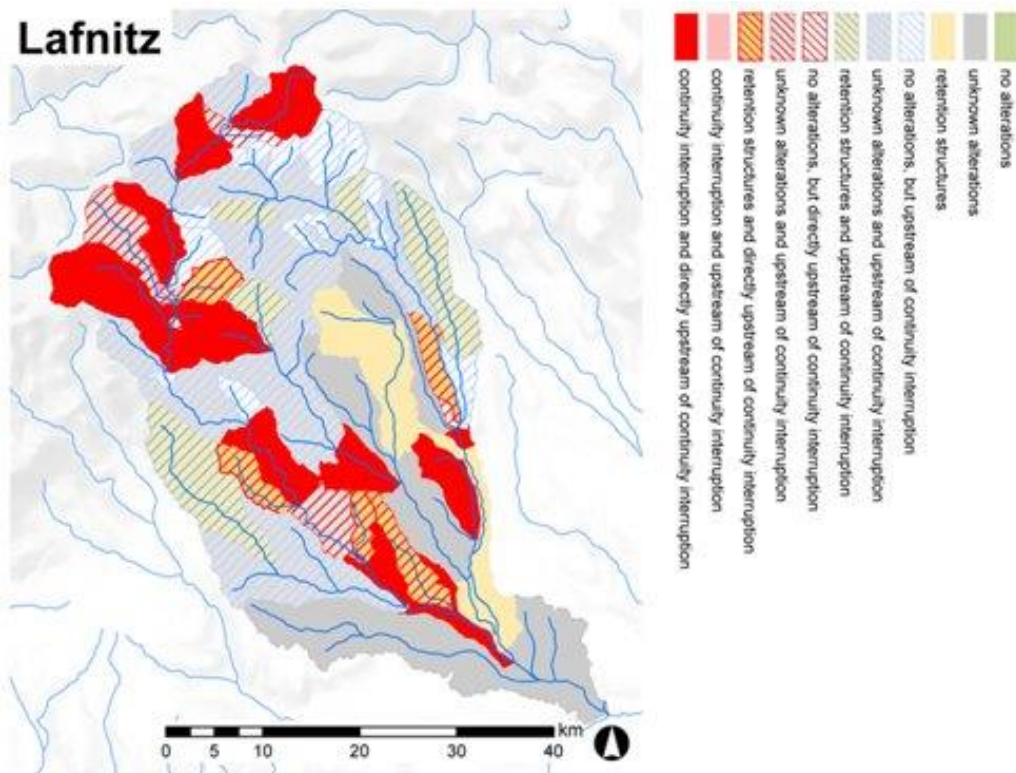 Lafnitz
continuity interruption and directly upstream of continuity interruption
continuity interruption and upstream of continuity interruption
retention structures and directly upstream of continuity interruption
unknown alterations and upstream of continuity interruption
no alterations, but directly upstream of continuity interruption
retention structures and upstream of continuity interruption
unknown alterations and upstream of continuity interruption
no alterations, but upstream of continuity interruption
retention structures
unknown alterations
no alterations
km
0 5 10 20 30 40